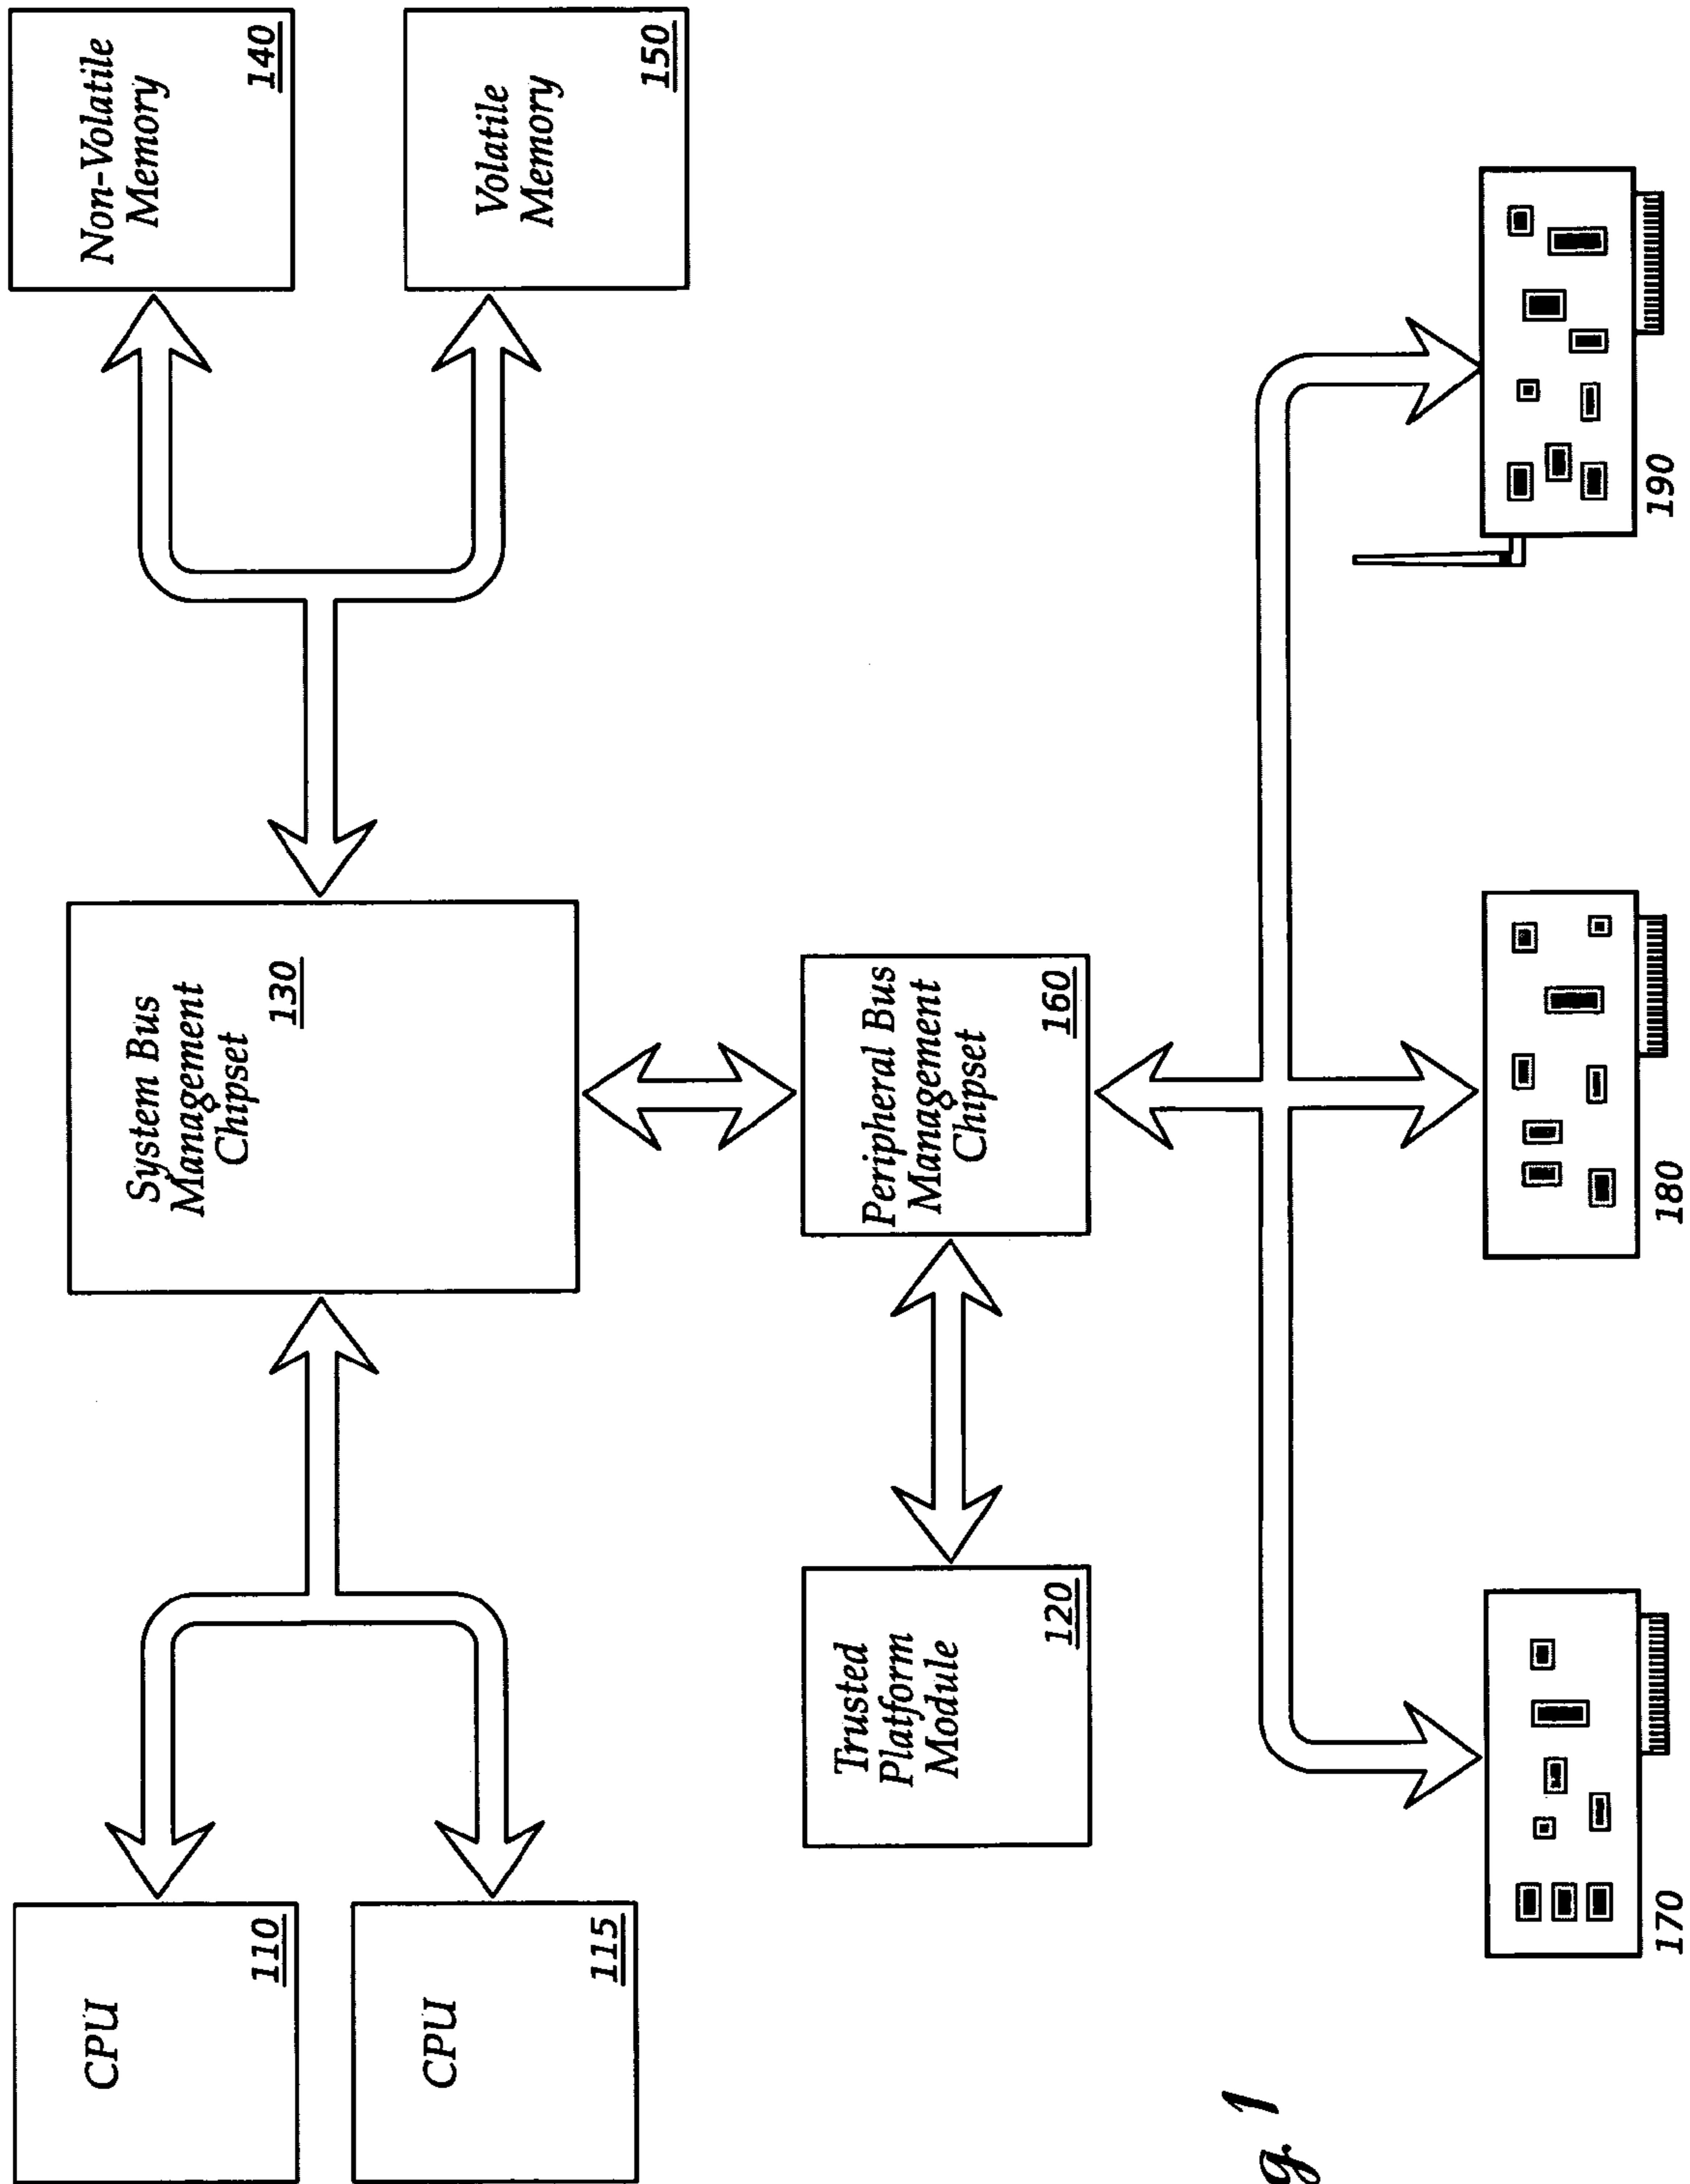 CPU
110
CPU
115
System Bus
Management
Chipset
130
Non-Volatile
Memory
140
Volatile
Memory
150
Trusted
Platform
Module
120
Peripheral Bus
Management
Chipset
160
170
180
190
g. 1